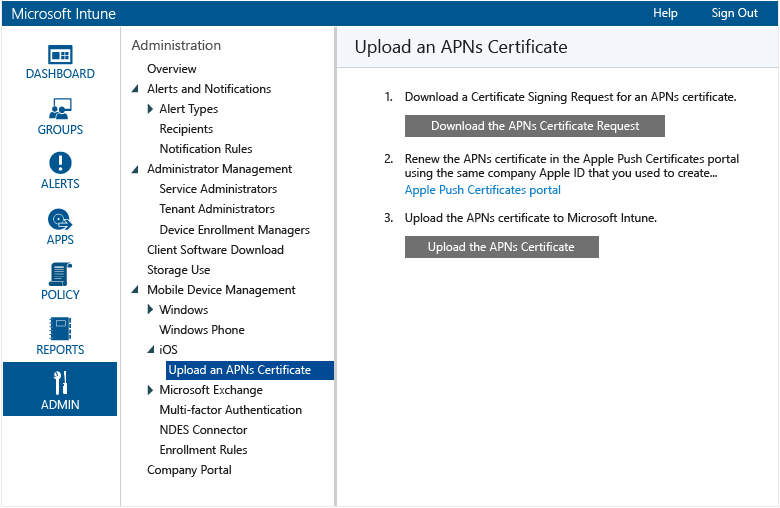 Microsoft Intune
Help
Sign Out
DASHBOARD
GROUPS
ALERTS
APPS
POLICY
REPORTS
ADMIN
Administration
Overview
Alerts and Notifications
Alert Types
Recipients
Notification Rules
Administrator Management
Service Administrators
Tenant Administrators
Device Enrollment Managers
Client Software Download
Storage Use
Mobile Device Management
Windows
Windows Phone
iOS
Upload an APNs Certificate
Microsoft Exchange
Multi-factor Authentication
NDES Connector
Enrollment Rules
Company Portal
Upload an APNs Certificate
1. Download a Certificate Signing Request for an APNs certificate.
Download the APNs Certificate Request
2. Renew the APNs certificate in the Apple Push Certificates portal
using the same company Apple ID that you used to create...
Apple Push Certificates portal
3. Upload the APNs certificate to Microsoft Intune.
Upload the APNs Certificate